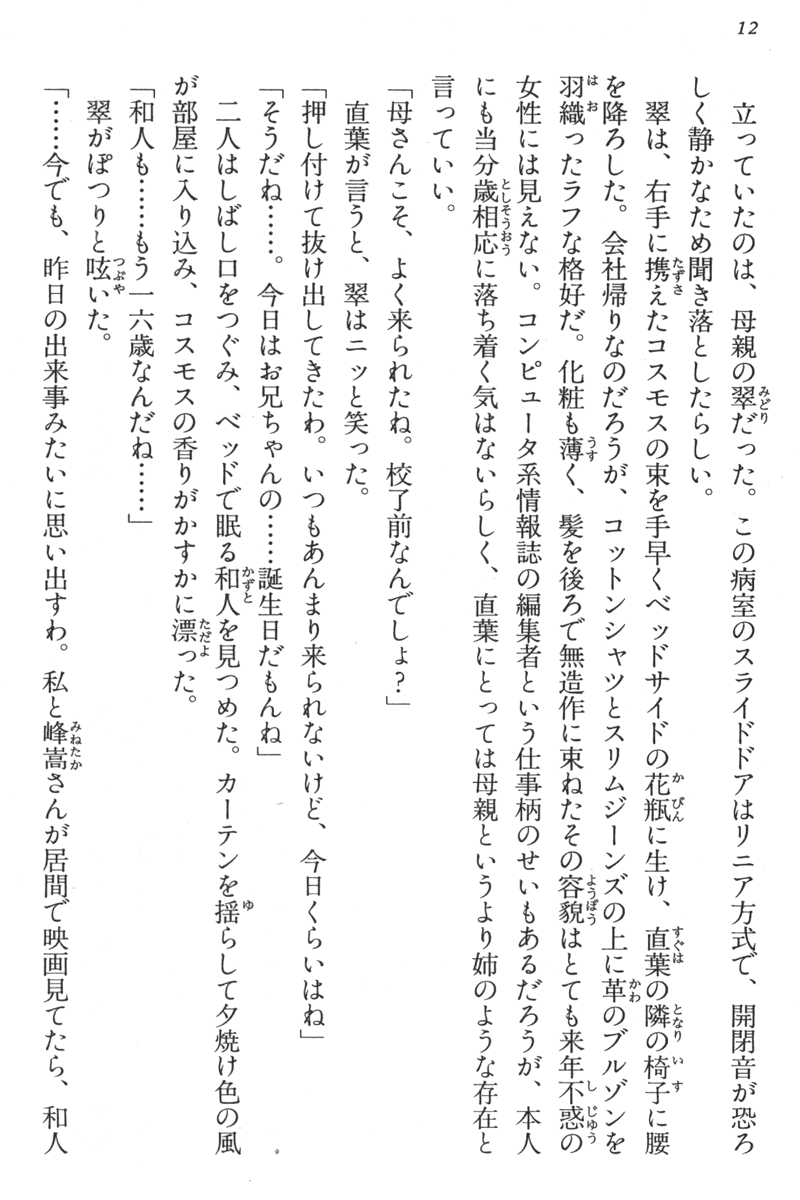 12
立っていたのは、母親の翠だった。この病室のスライドドアはリニア方式で、開閉音が恐ろ
しく静かなため聞き落としたらしい。
翠は、右手に携えたコスモスの束を手早くベッドサイドの花瓶に生け、直葉の隣の椅子に腰
を降ろした。会社帰りなのだろうが、コットンシャツとスリムジーンズの上に革のブルゾンを
羽織ったラフな格好だ。化粧も薄く、髪を後ろで無造作に束ねたその容貌はとても来年不惑の
女性には見えない。コンピュータ系情報誌の編集者という仕事柄のせいもあるだろうが、本人
にも当分歳相応に落ち着く気はないらしく、直葉にとっては母親というより姉のような存在と
言っていい。
「母さんこそ、よく来られたね。校了前なんでしょ?」
直葉が言うと、翠はニッと笑った。
「押し付けて抜け出してきたわ。いつもあんまり来られないけど、今日くらいはね」
「そうだね……。今日はお兄ちゃんの……誕生日だもんね」
二人はしばし口をつぐみ、ベッドで眠る和人を見つめた。カーテンを揺らして夕焼け色の風
が部屋に入り込み、コスモスの香りがかすかに漂った。
「和人も……もう一六歳なんだね……」
翠がぽつりと呟いた。
「……今でも、昨日の出来事みたいに思い出すわ。私と峰嵩さんが居間で映画見てたら、和人